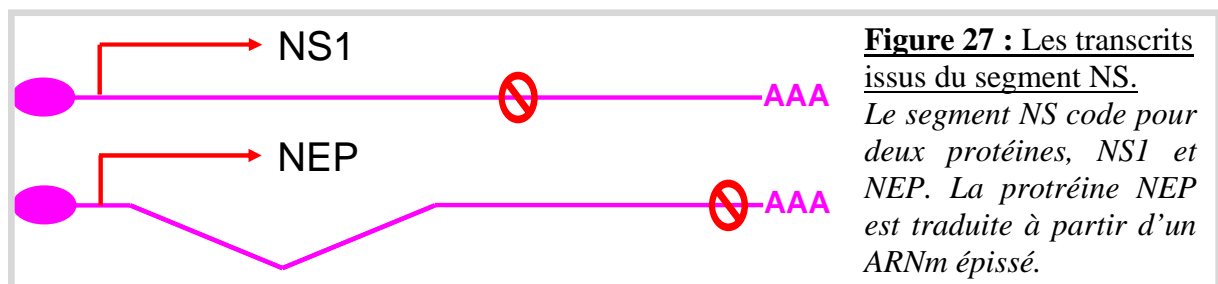 NS1
AAA
NEP
AAA
Figure 27 : Les transcrits
issus du segment NS.
Le segment NS code pour
deux protéines, NS1 et
NEP. La protréine NEP
est traduite à partir d’un
ARNm épissé.